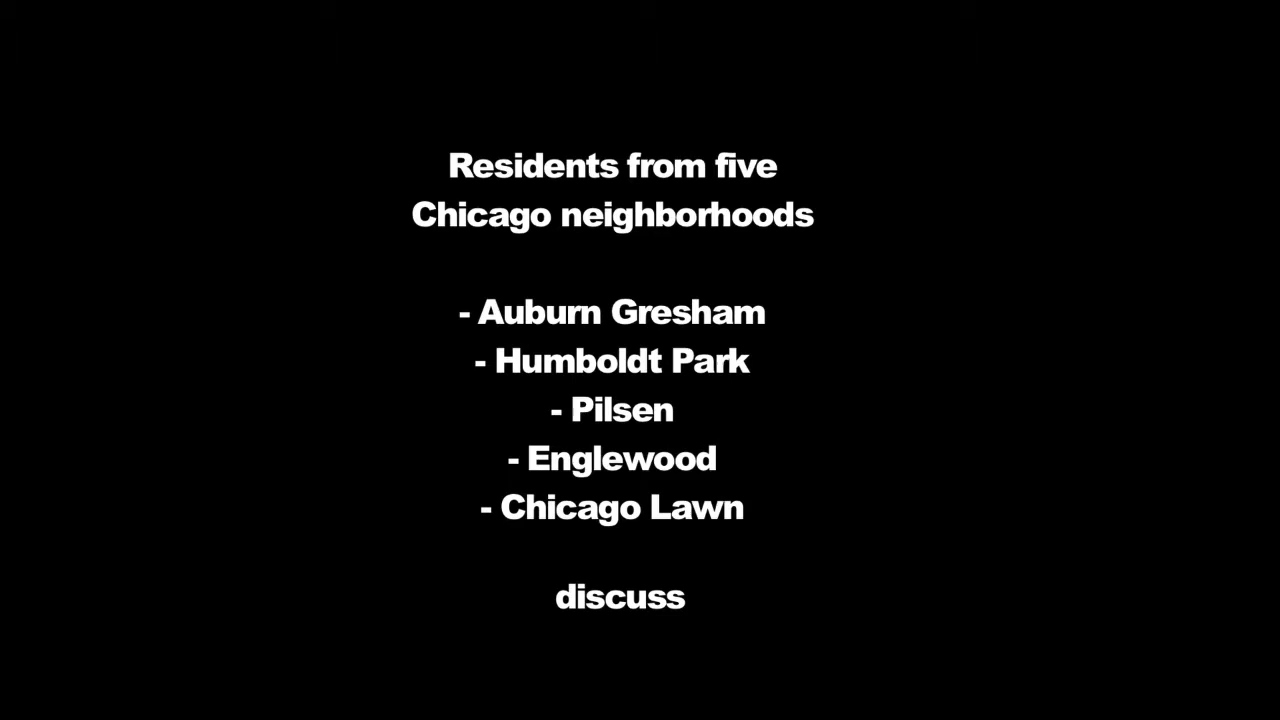 Residents from five
Chicago neighborhoods
- Auburn Gresham
- Humboldt Park
- Pilsen
- Englewood
- Chicago Lawn
discuss